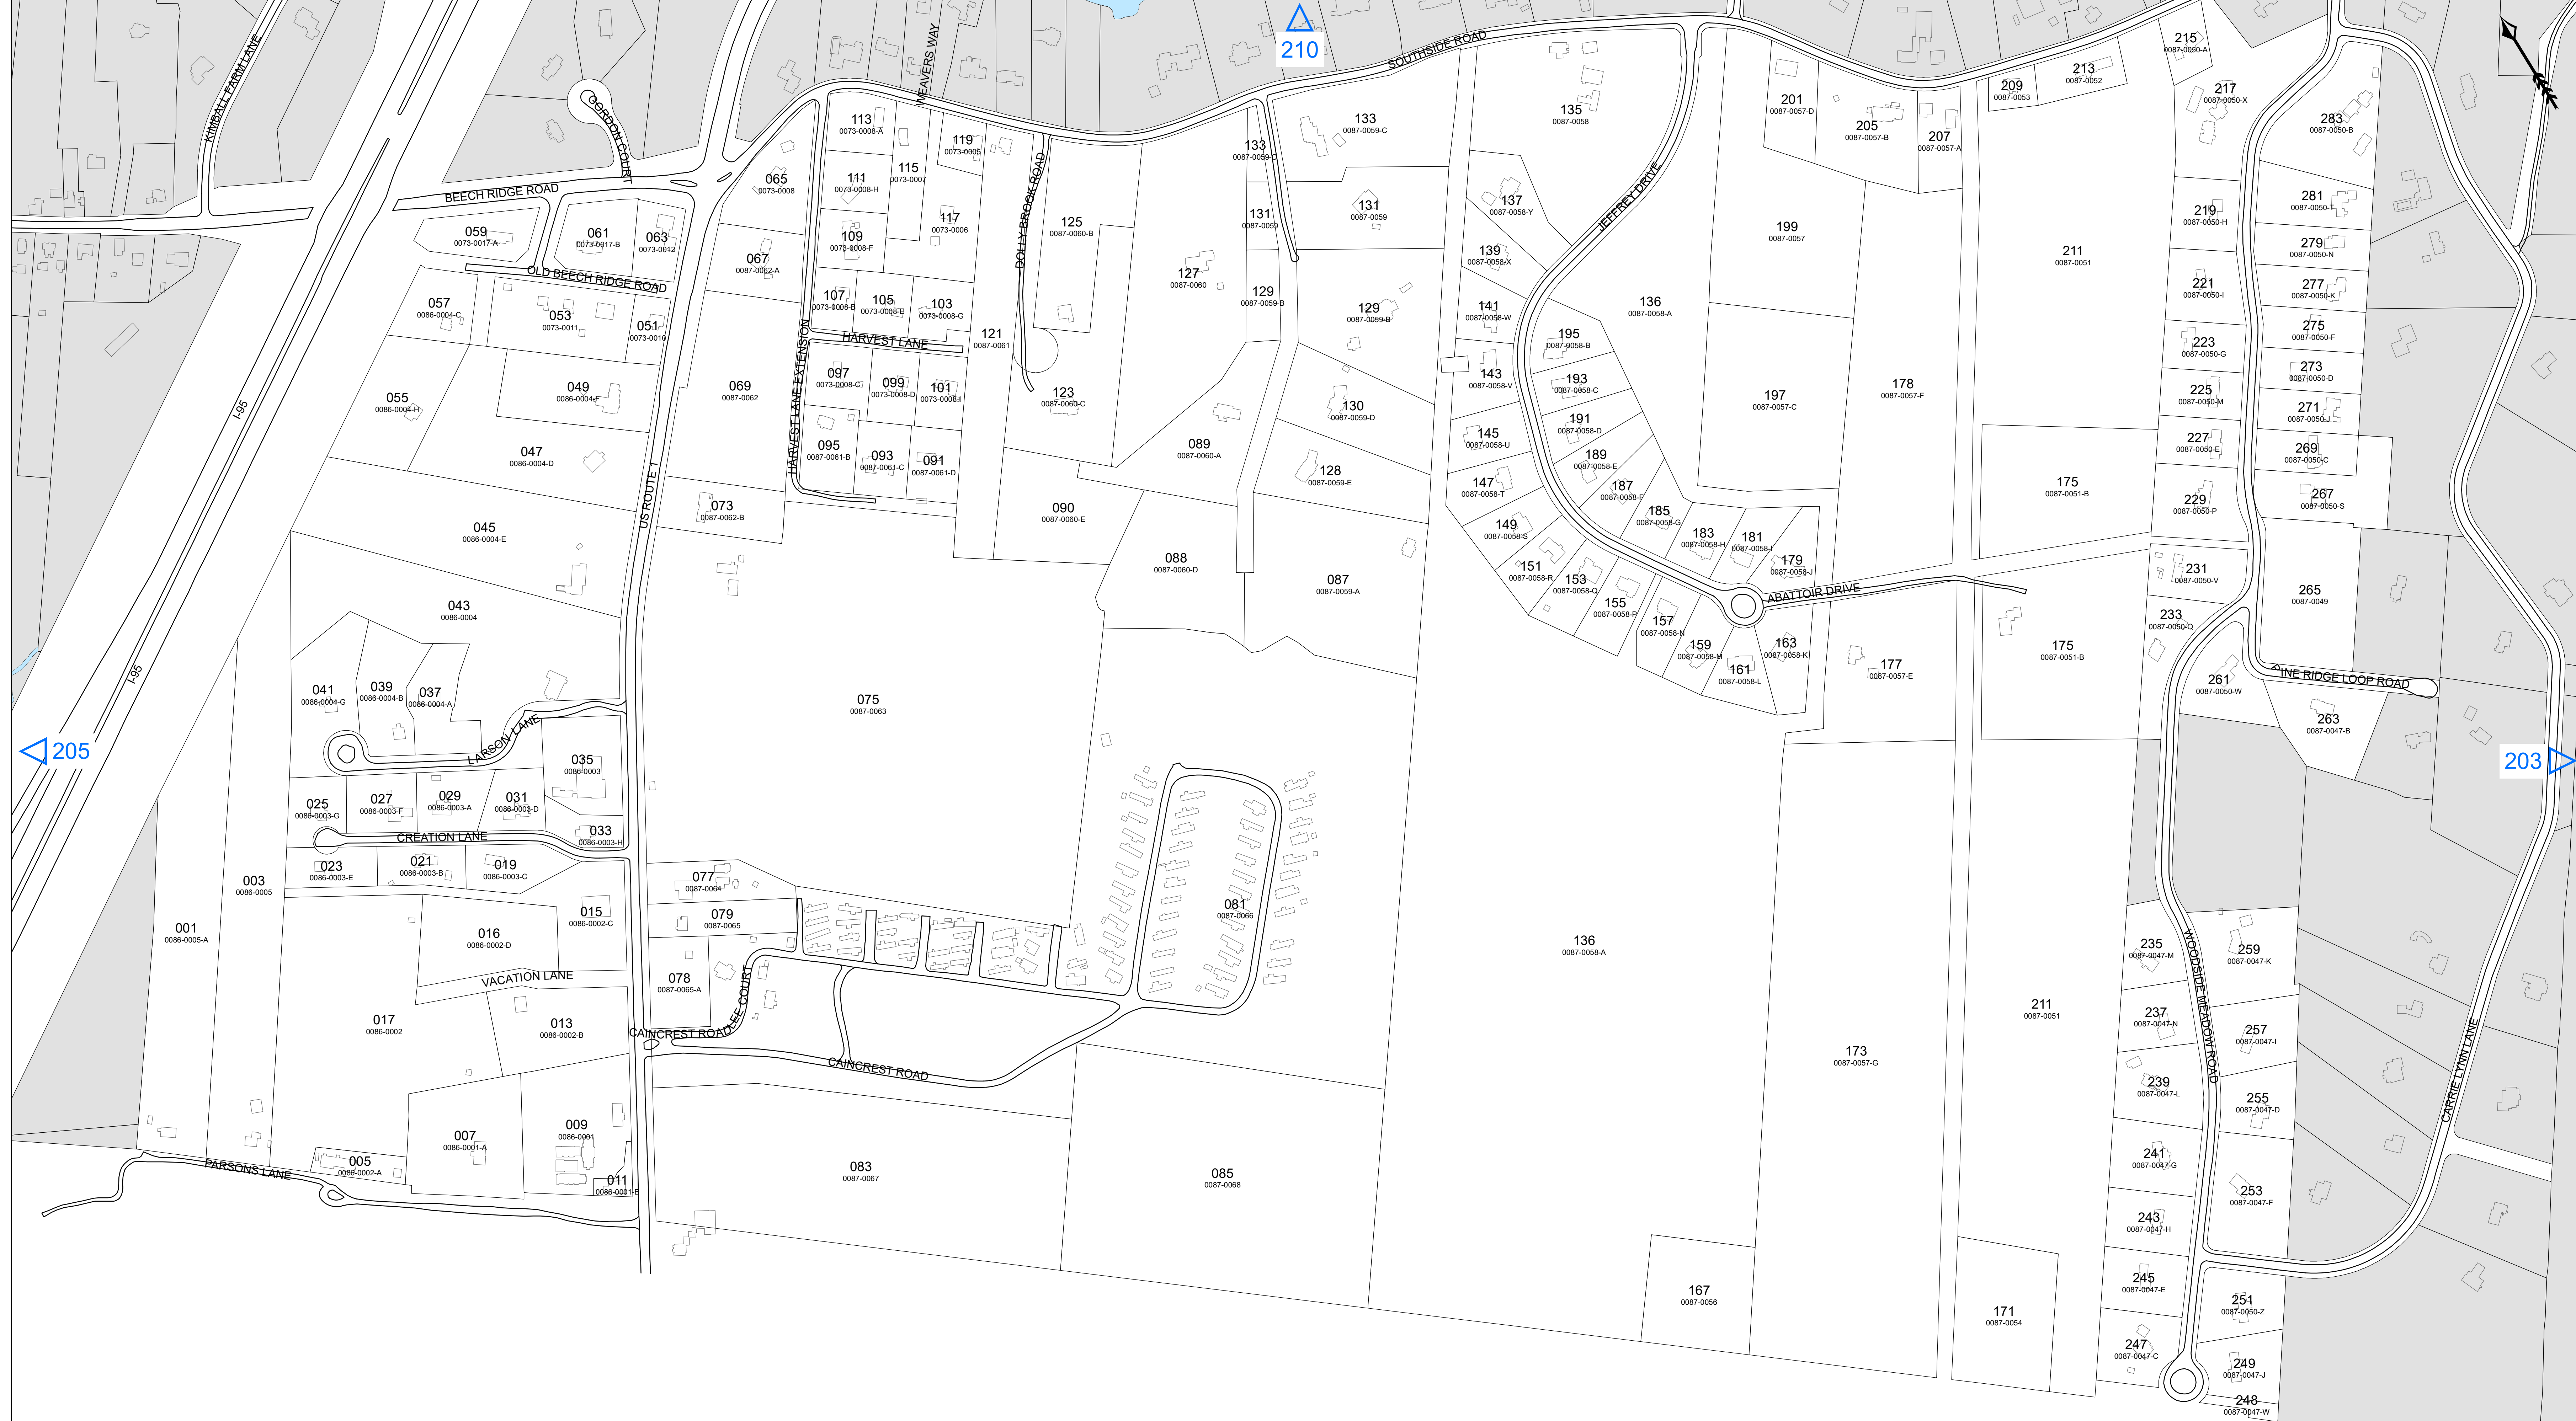 210
SOUTHSIDE ROAD
KIMBALL FARM LANE
GORDON COURT
WEAVERS WAY
BEECH RIDGE ROAD
OLD BEECH RIDGE ROAD
I-95
I-95
US ROUTE 1
HARVEST LANE EXTENSION
HARVEST LANE
DOLLY BROOK ROAD
JEFFREY DRIVE
ABATTOIR DRIVE
PINE RIDGE LOOP ROAD
WOODSIDE MEADOW ROAD
CARRIE LYNN LANE
LARSON LANE
CREATION LANE
VACATION LANE
PARSONS LANE
LEE COURT
CAINCREST ROAD
CAINCREST ROAD
205
203
059
0073-0017-A
061
0073-0017-B
063
0073-0012
057
0086-0004-C
053
0073-0011
051
0073-0010
055
0086-0004-H
049
0086-0004-F
047
0086-0004-D
045
0086-0004-E
043
0086-0004
041
0086-0004-G
039
0086-0004-B
037
0086-0004-A
035
0086-0003
025
0086-0003-G
027
0086-0003-F
029
0086-0003-A
031
0086-0003-D
033
0086-0003-H
023
0086-0003-E
021
0086-0003-B
019
0086-0003-C
003
0086-0005
001
0086-0005-A
015
0086-0002-C
016
0086-0002-D
017
0086-0002
013
0086-0002-B
009
0086-0001
007
0086-0001-A
005
0086-0002-A
011
0086-0001-B
065
0073-0008
113
0073-0008-A
115
0073-0007
119
0073-0005
111
0073-0008-H
117
0073-0006
109
0073-0008-F
067
0087-0062-A
107
0073-0008-B
105
0073-0008-E
103
0073-0008-G
121
0087-0061
069
0087-0062
097
0073-0008-C
099
0073-0008-D
101
0073-0008-I
095
0087-0061-B
093
0087-0061-C
091
0087-0061-D
073
0087-0062-B
075
0087-0063
077
0087-0064
079
0087-0065
078
0087-0065-A
081
0087-0066
083
0087-0067
085
0087-0068
125
0087-0060-B
127
0087-0060
123
0087-0060-C
089
0087-0060-A
090
0087-0060-E
088
0087-0060-D
087
0087-0059-A
133
0087-0059-C
133
0087-0059-C
131
0087-0059
131
0087-0059
129
0087-0059-B
129
0087-0059-B
130
0087-0059-D
128
0087-0059-E
135
0087-0058
137
0087-0058-Y
139
0087-0058-X
141
0087-0058-W
143
0087-0058-V
145
0087-0058-U
147
0087-0058-T
149
0087-0058-S
151
0087-0058-R
153
0087-0058-Q
155
0087-0058-P
157
0087-0058-N
159
0087-0058-M
161
0087-0058-L
163
0087-0058-K
136
0087-0058-A
195
0087-0058-B
193
0087-0058-C
191
0087-0058-D
189
0087-0058-E
187
0087-0058-F
185
0087-0058-G
183
0087-0058-H
181
0087-0058-I
179
0087-0058-J
136
0087-0058-A
201
0087-0057-D
205
0087-0057-B
207
0087-0057-A
199
0087-0057
197
0087-0057-C
178
0087-0057-F
177
0087-0057-E
173
0087-0057-G
167
0087-0056
171
0087-0054
209
0087-0053
213
0087-0052
211
0087-0051
175
0087-0051-B
175
0087-0051-B
211
0087-0051
215
0087-0050-A
217
0087-0050-X
219
0087-0050-H
221
0087-0050-I
223
0087-0050-G
225
0087-0050-M
227
0087-0050-E
229
0087-0050-P
231
0087-0050-V
233
0087-0050-Q
283
0087-0050-B
281
0087-0050-T
279
0087-0050-N
277
0087-0050-K
275
0087-0050-F
273
0087-0050-D
271
0087-0050-J
269
0087-0050-C
267
0087-0050-S
265
0087-0049
261
0087-0050-W
263
0087-0047-B
235
0087-0047-M
259
0087-0047-K
237
0087-0047-N
257
0087-0047-I
239
0087-0047-L
255
0087-0047-D
241
0087-0047-G
253
0087-0047-F
243
0087-0047-H
245
0087-0047-E
251
0087-0050-Z
247
0087-0047-C
249
0087-0047-J
248
0087-0047-W